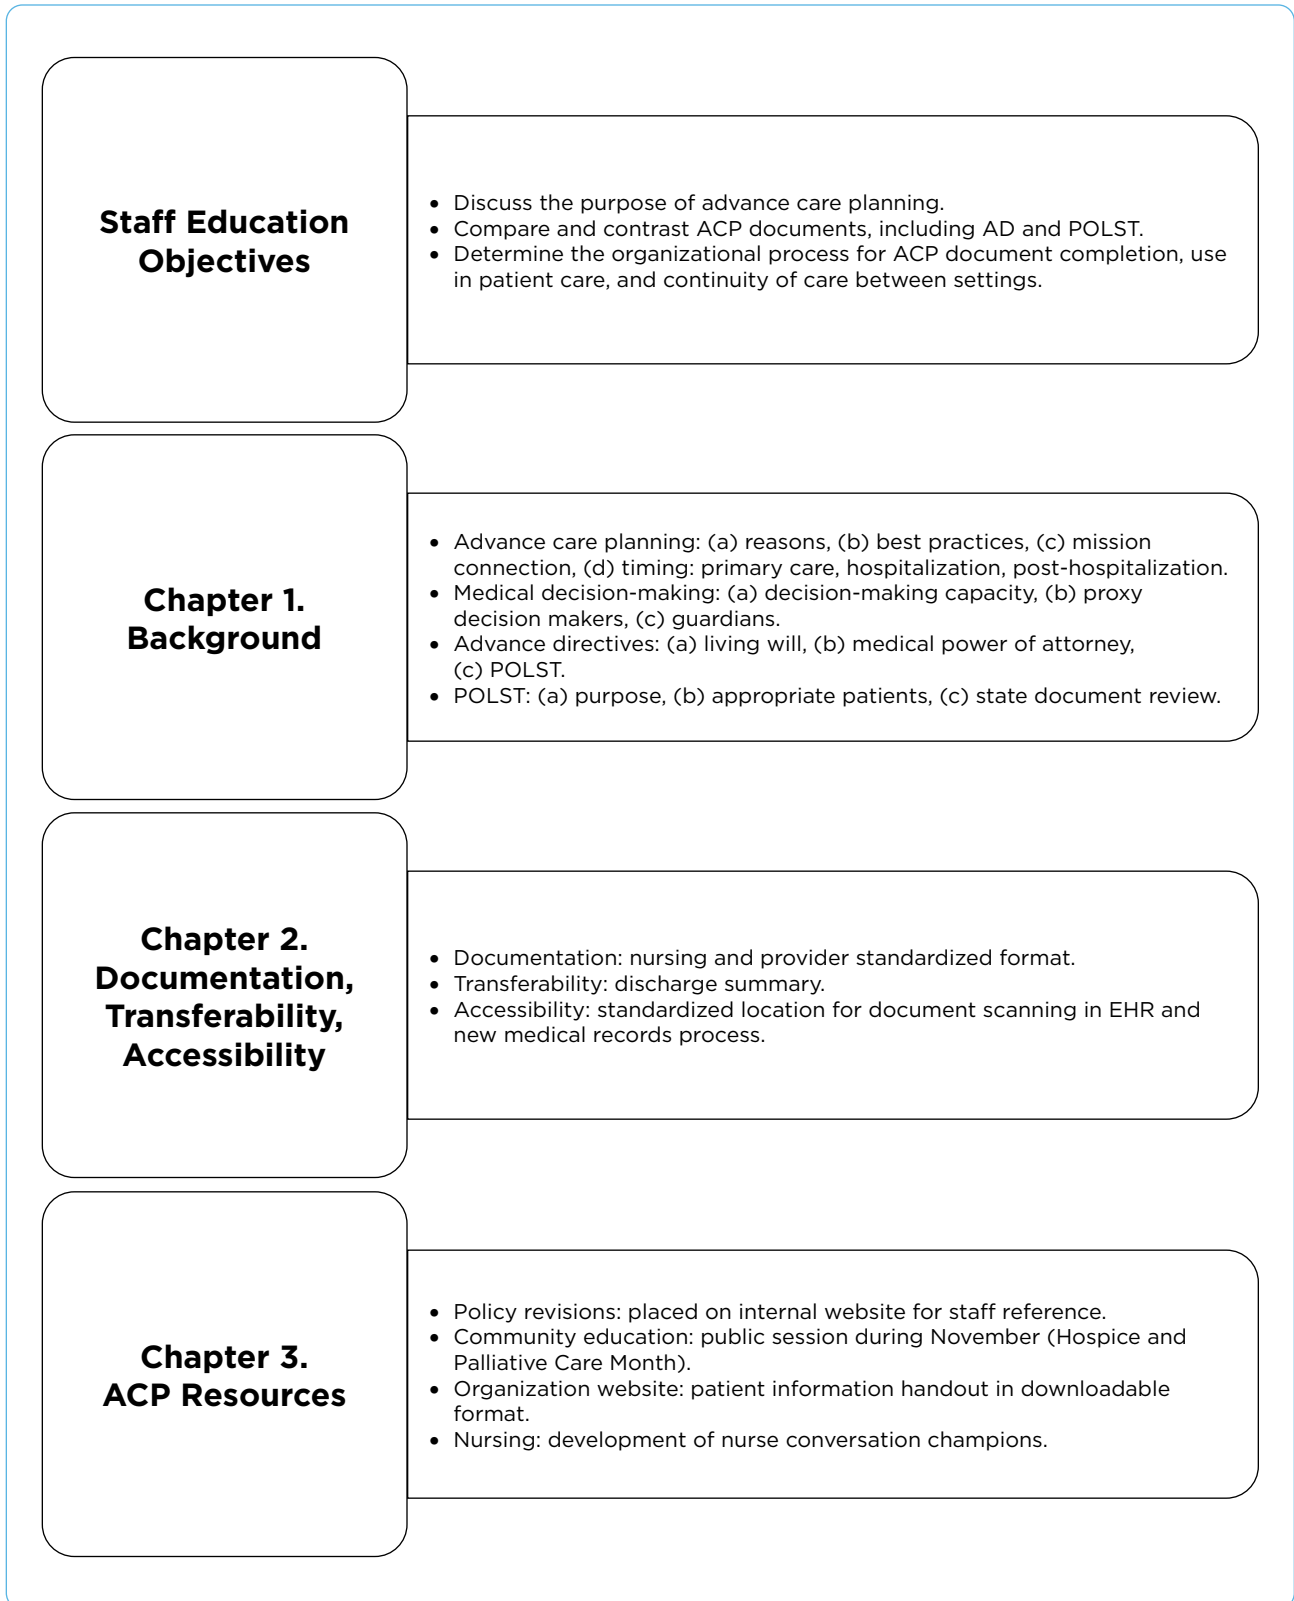 Staff Education
Objectives
• Discuss the purpose of advance care planning.
• Compare and contrast ACP documents, including AD and POLST.
• Determine the organizational process for ACP document completion, use
in patient care, and continuity of care between settings.
Chapter 1.
Background
• Advance care planning: (a) reasons, (b) best practices, (c) mission
connection, (d) timing: primary care, hospitalization, post-hospitalization.
• Medical decision-making: (a) decision-making capacity, (b) proxy
decision makers, (c) guardians.
• Advance directives: (a) living will, (b) medical power of attorney,
(c) POLST.
• POLST: (a) purpose, (b) appropriate patients, (c) state document review.
Chapter 2.
Documentation,
Transferability,
Accessibility
• Documentation: nursing and provider standardized format.
• Transferability: discharge summary.
• Accessibility: standardized location for document scanning in EHR and
new medical records process.
Chapter 3.
ACP Resources
• Policy revisions: placed on internal website for staff reference.
• Community education: public session during November (Hospice and
Palliative Care Month).
• Organization website: patient information handout in downloadable
format.
• Nursing: development of nurse conversation champions.